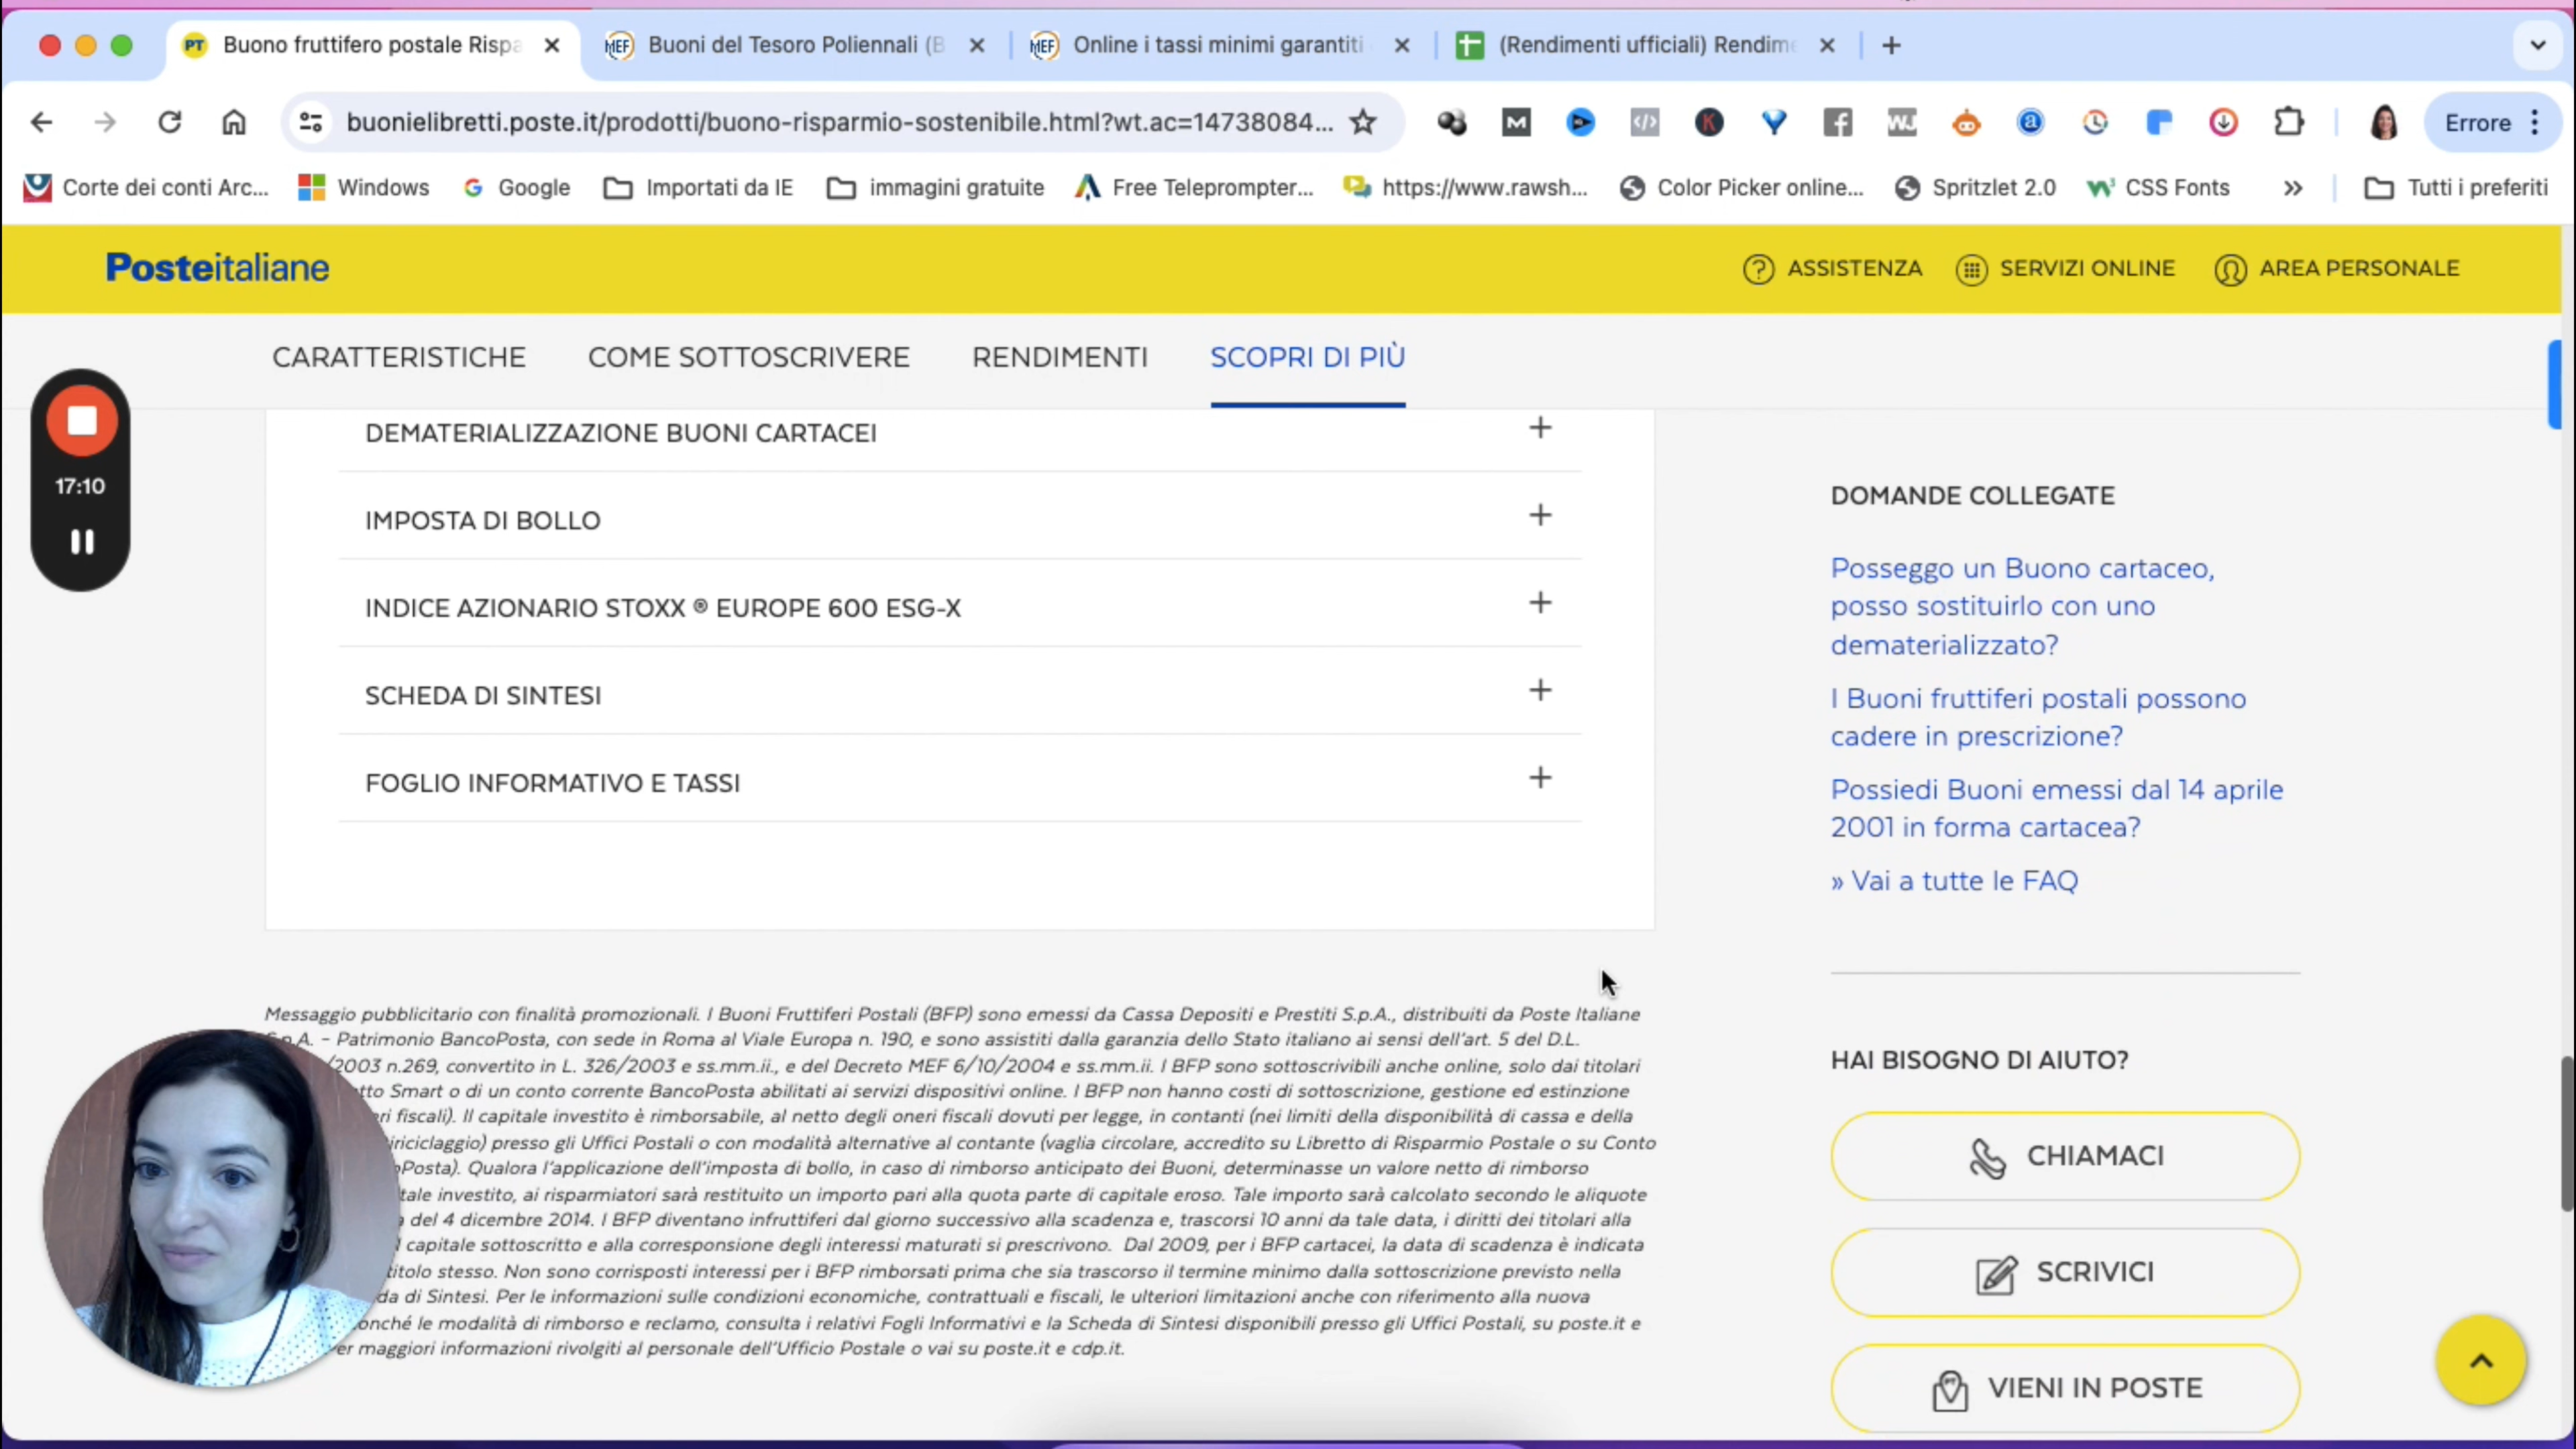 Buono fruttifero postale Rispa
Buoni del Tesoro Poliennali (B
Online i tassi minimi garantiti
(Rendimenti ufficiali) Rendime
buonielibretti.poste.it/prodotti/buono-risparmio-sostenibile.html?wt.ac=14738084...
Errore
Corte dei conti Arc...
Windows
Google
Importati da IE
immagini gratuite
Free Teleprompter...
https://www.rawsh...
Color Picker online...
Spritzlet 2.0
CSS Fonts
»
Tutti i preferiti
Posteitaliane
ASSISTENZA
SERVIZI ONLINE
AREA PERSONALE
CARATTERISTICHE
COME SOTTOSCRIVERE
RENDIMENTI
SCOPRI DI PIÙ
17:10
DEMATERIALIZZAZIONE BUONI CARTACEI
IMPOSTA DI BOLLO
INDICE AZIONARIO STOXX ® EUROPE 600 ESG-X
SCHEDA DI SINTESI
FOGLIO INFORMATIVO E TASSI
DOMANDE COLLEGATE
Posseggo un Buono cartaceo,
posso sostituirlo con uno
dematerializzato?
I Buoni fruttiferi postali possono
cadere in prescrizione?
Possiedi Buoni emessi dal 14 aprile
2001 in forma cartacea?
» Vai a tutte le FAQ
Messaggio pubblicitario con finalità promozionali. I Buoni Fruttiferi Postali (BFP) sono emessi da Cassa Depositi e Prestiti S.p.A., distribuiti da Poste Italiane
S.p.A. - Patrimonio BancoPosta, con sede in Roma al Viale Europa n. 190, e sono assistiti dalla garanzia dello Stato italiano ai sensi dell'art. 5 del D.L.
/2003 n.269, convertito in L. 326/2003 e ss.mm.ii., e del Decreto MEF 6/10/2004 e ss.mm.ii. I BFP sono sottoscrivibili anche online, solo dai titolari
tto Smart o di un conto corrente BancoPosta abilitati ai servizi dispositivi online. I BFP non hanno costi di sottoscrizione, gestione ed estinzione
ri fiscali). Il capitale investito è rimborsabile, al netto degli oneri fiscali dovuti per legge, in contanti (nei limiti della disponibilità di cassa e della
iriciclaggio) presso gli Uffici Postali o con modalità alternative al contante (vaglia circolare, accredito su Libretto di Risparmio Postale o su Conto
oPosta). Qualora l'applicazione dell'imposta di bollo, in caso di rimborso anticipato dei Buoni, determinasse un valore netto di rimborso
tale investito, ai risparmiatori sarà restituito un importo pari alla quota parte di capitale eroso. Tale importo sarà calcolato secondo le aliquote
del 4 dicembre 2014. I BFP diventano infruttiferi dal giorno successivo alla scadenza e, trascorsi 10 anni da tale data, i diritti dei titolari alla
capitale sottoscritto e alla corresponsione degli interessi maturati si prescrivono. Dal 2009, per i BFP cartacei, la data di scadenza è indicata
itolo stesso. Non sono corrisposti interessi per i BFP rimborsati prima che sia trascorso il termine minimo dalla sottoscrizione previsto nella
da di Sintesi. Per le informazioni sulle condizioni economiche, contrattuali e fiscali, le ulteriori limitazioni anche con riferimento alla nuova
onché le modalità di rimborso e reclamo, consulta i relativi Fogli Informativi e la Scheda di Sintesi disponibili presso gli Uffici Postali, su poste.it e
er maggiori informazioni rivolgiti al personale dell'Ufficio Postale o vai su poste.it e cdp.it.
HAI BISOGNO DI AIUTO?
CHIAMACI
SCRIVICI
VIENI IN POSTE